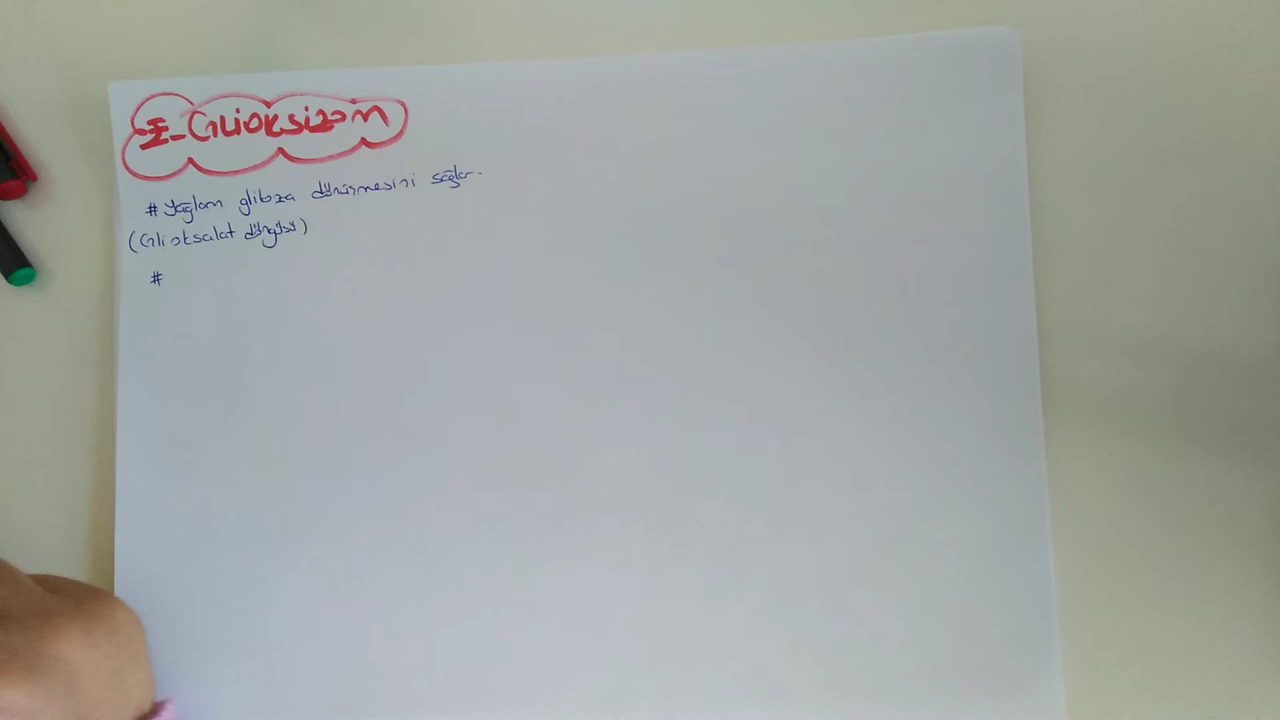 I- Glioksizom
# Yağların glikoza dönüşmesini sağlar.
(Glioksalat döngüsü)
#